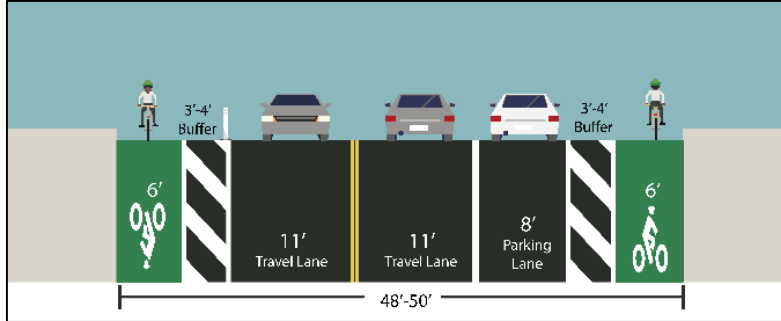 3'-4'
Buffer
3'-4'
Buffer
6'
11'
Travel Lane
11'
Travel Lane
8'
Parking
Lane
6'
48'-50'